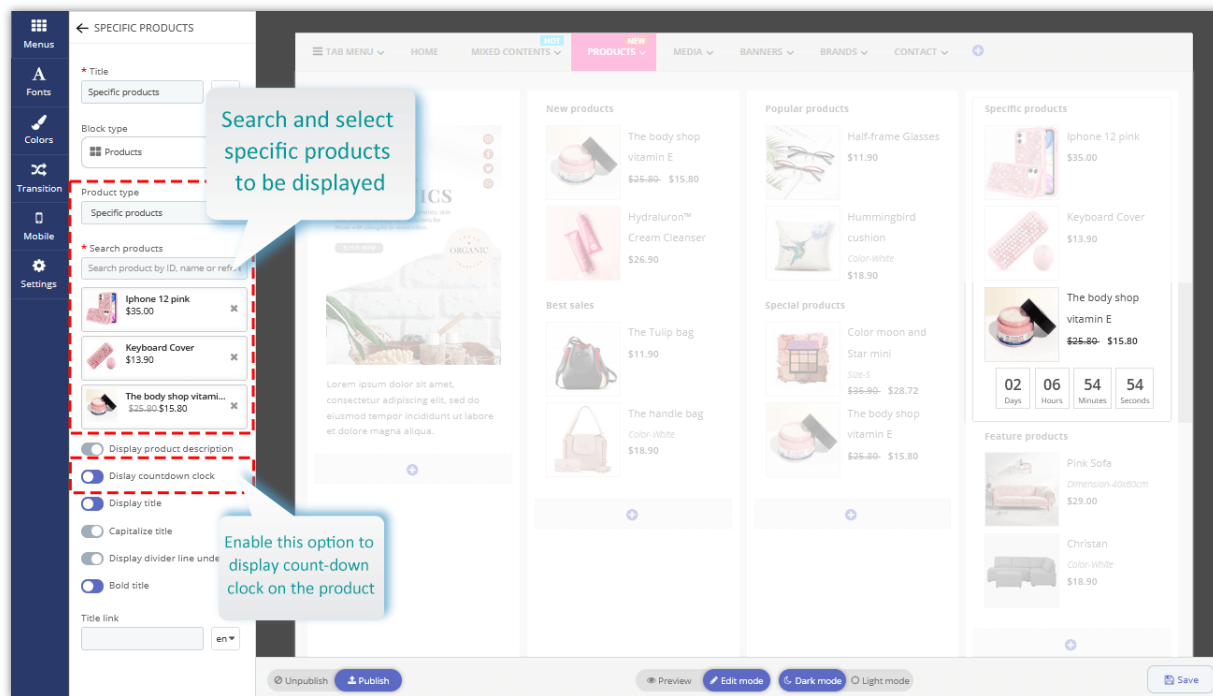 Menus
Fonts
Colors
Transition
Mobile
Settings
SPECIFIC PRODUCTS
* Title
Specific products
Block type
Products
Product type
Specific products
* Search products
Search product by ID, name or refe
Iphone 12 pink
$35.00
Keyboard Cover
$13.90
The body shop vitami...
$25.80 $15.80
Display product description
Dislay countdown clock
Display title
Capitalize title
Display divider line unde
Bold title
Title link
en
Search and select
specific products
to be displayed
Enable this option to
display count-down
clock on the product
TAB MENU
HOME
MIXED CONTENTS
HOT
PRODUCTS
NEW
MEDIA
BANNERS
BRANDS
CONTACT
ICS
ORGANIC
Lorem ipsum dolor sit amet,
consectetur adipiscing elit, sed do
eiusmod tempor incididunt ut labore
et dolore magna aliqua.
New products
The body shop
vitamin E
$25.80 $15.80
Hydraluron™
Cream Cleanser
$26.90
Best sales
The Tulip bag
$11.90
The handle bag
Color-White
$18.90
Popular products
Half-frame Glasses
$11.90
Hummingbird
cushion
Color-White
$18.90
Special products
Color moon and
Star mini
Size-S
$35.90 $28.72
The body shop
vitamin E
$25.80 $15.80
Specific products
Iphone 12 pink
$35.00
Keyboard Cover
$13.90
The body shop
vitamin E
$25.80 $15.80
02 06 54 54
Days Hours Minutes Seconds
Feature products
Pink Sofa
Dimension-40x60cm
$29.00
Christan
Color-White
$18.90
Unpublish
Publish
Preview
Edit mode
Dark mode
Light mode
Save